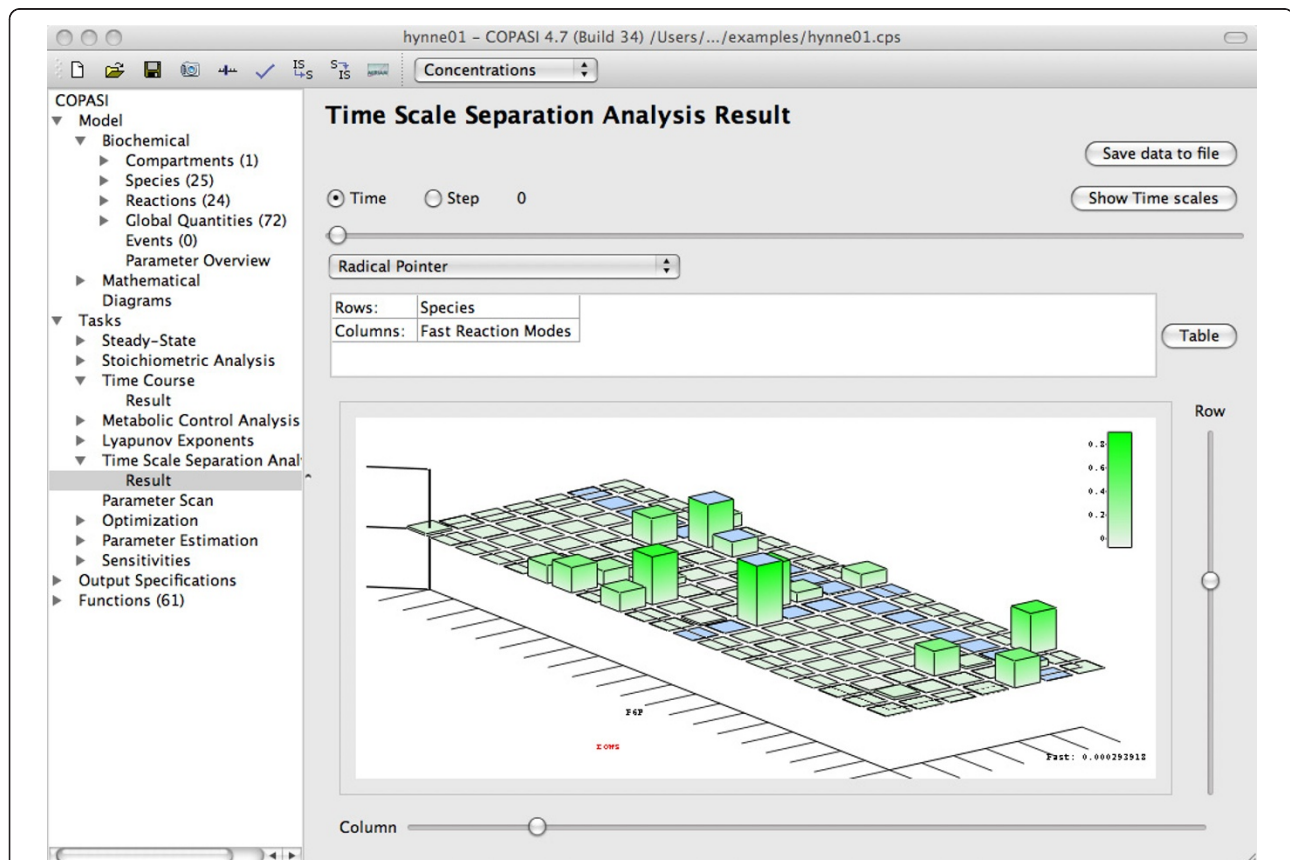 hynne01 – COPASI 4.7 (Build 34) /Users/.../examples/hynne01.cps
IS S S IS Concentrations
COPASI
Model
Biochemical
Compartments (1)
Species (25)
Reactions (24)
Global Quantities (72)
Events (0)
Parameter Overview
Mathematical
Diagrams
Tasks
Steady-State
Stoichiometric Analysis
Time Course
Result
Metabolic Control Analysis
Lyapunov Exponents
Time Scale Separation Anal
Result
Parameter Scan
Optimization
Parameter Estimation
Sensitivities
Output Specifications
Functions (61)
Time Scale Separation Analysis Result
Save data to file
Time Step 0
Show Time scales
Radical Pointer
Rows: Species
Columns: Fast Reaction Modes
Table
Row
0.8
0.6
0.4
0.2
0
F6P
rows
Fast: 0.000293918
Column